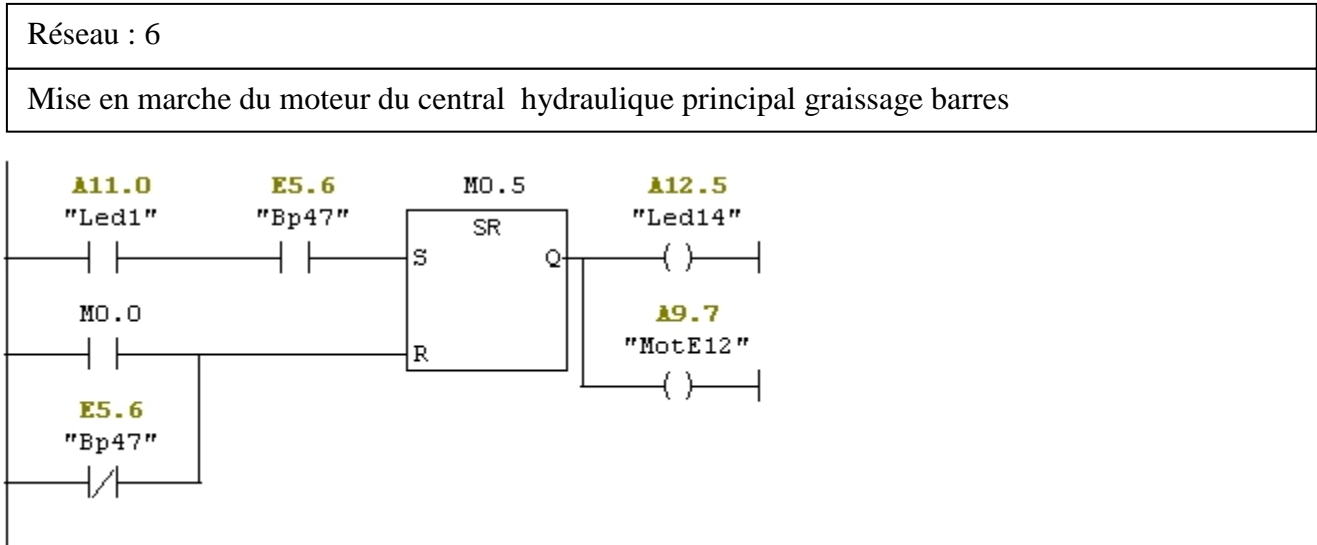 Réseau : 6
Mise en marche du moteur du central hydraulique principal graissage barres
A11.0 E5.6 M0.5 A12.5
"Led1" "Bp47" SR "Led14"
S Q
M0.0 A9.7
"MotE12"
R
E5.6
"Bp47"